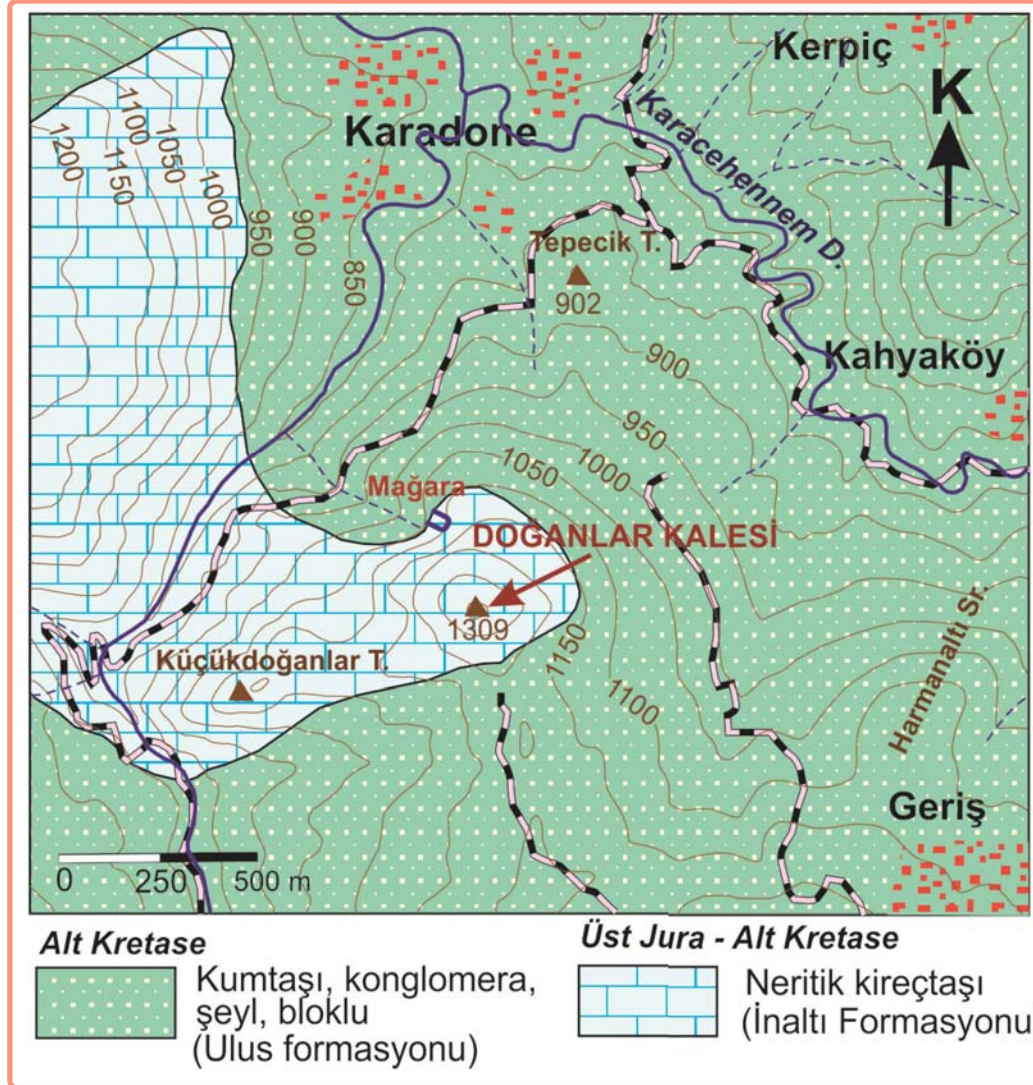 Kerpiç
K
Karadone
Karacehennem D.
1100
1050
1200
1150
1000
950
900
850
Tepecik T.
902
Kahyaköy
900
950
1000
1050
Mağara
DOĞANLAR KALESİ
1309
1150
Küçükdoğanlar T.
1100
Harmanaltı Sr.
Geriş
0 250 500 m
Alt Kretase
Kumtaşı, konglomera,
şeyl, bloklu
(Ulus formasyonu)
Üst Jura - Alt Kretase
Neritik kireçtaşı
(İnaltı Formasyonu